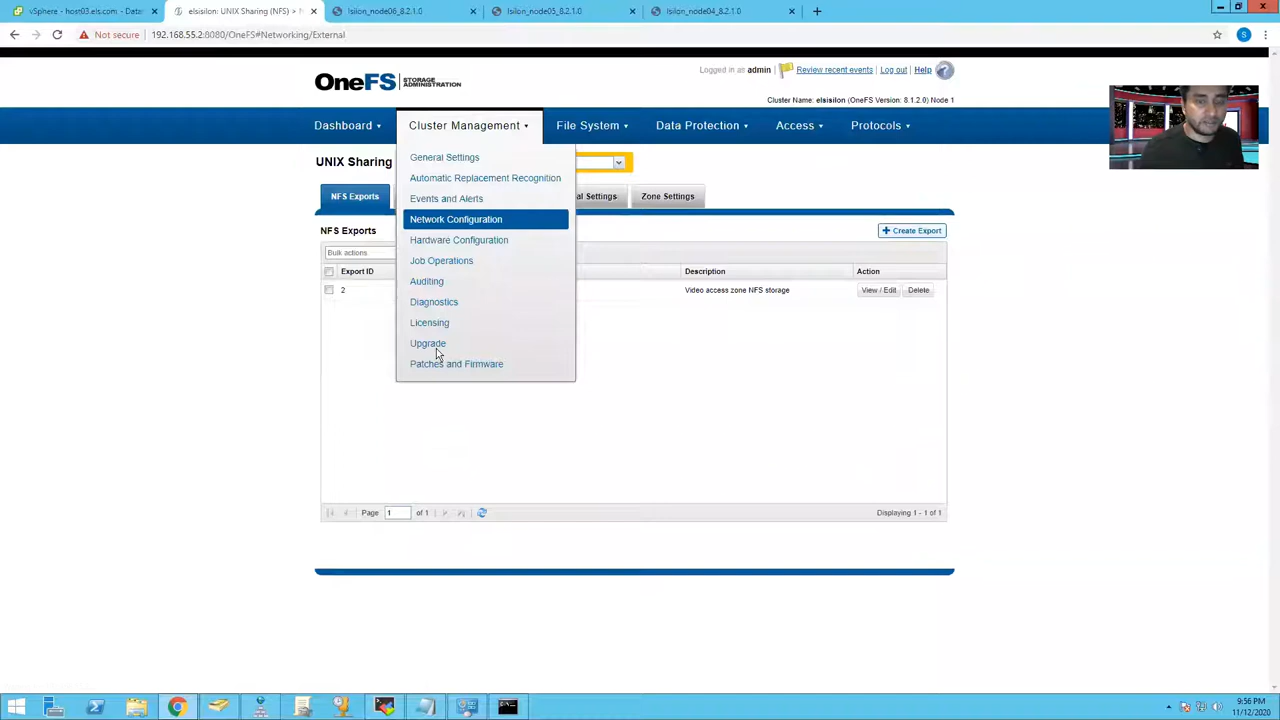 vSphere - host03.els.com - Data
elsisilon: UNIX Sharing (NFS) >
Isilon_node06_8.2.1.0
Isilon_node05_8.2.1.0
Isilon_node04_8.2.1.0
Not secure
192.168.55.2:8080/OneFS#Networking/External
S
OneFS STORAGE ADMINISTRATION
Logged in as admin
Review recent events
Log out
Help
Cluster Name: elsisilon (OneFS Version: 8.1.2.0) Node 1
Dashboard
Cluster Management
File System
Data Protection
Access
Protocols
UNIX Sharing
General Settings
Automatic Replacement Recognition
Events and Alerts
Network Configuration
Hardware Configuration
Job Operations
Auditing
Diagnostics
Licensing
Upgrade
Patches and Firmware
NFS Exports
al Settings
Zone Settings
NFS Exports
+ Create Export
Bulk actions
Export ID
Description
Action
2
Video access zone NFS storage
View / Edit
Delete
Page 1 of 1
Displaying 1 - 1 of 1
9:56 PM
11/12/2020